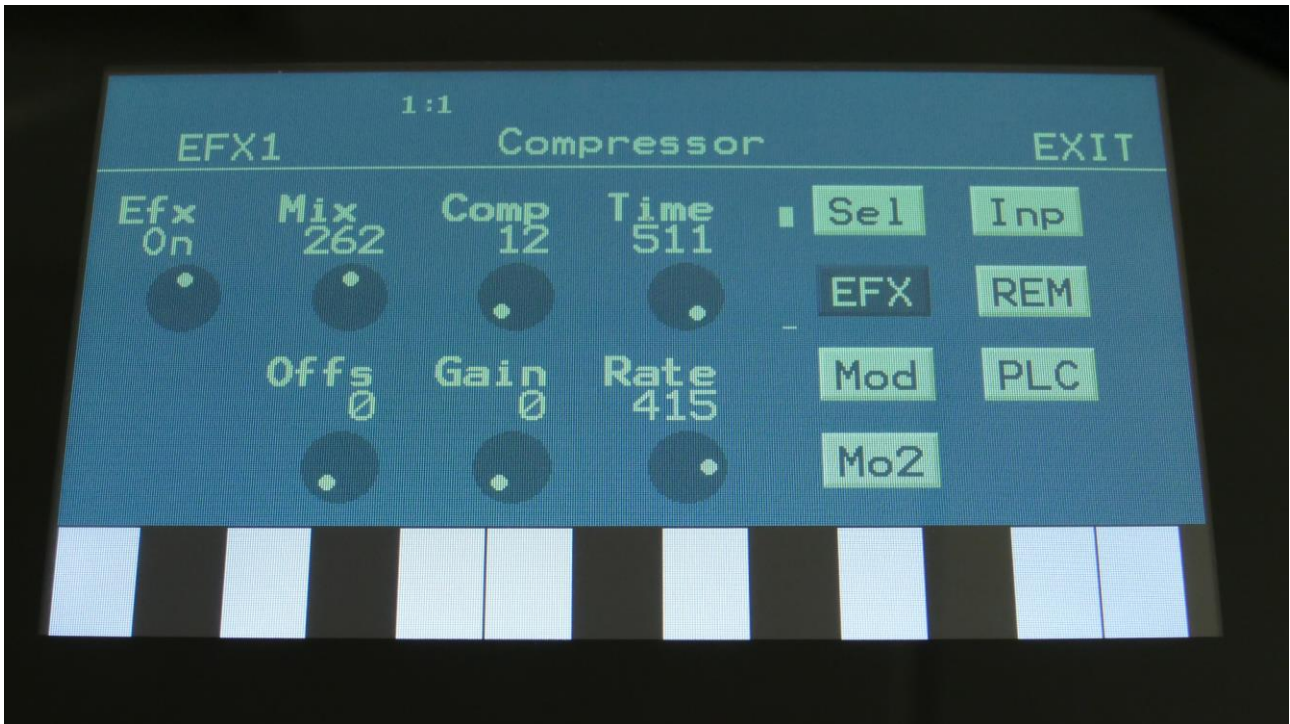 1:1
EFX1 Compressor EXIT
Efx Mix Comp Time Sel Inp
On 262 12 511
EFX REM
Offs Gain Rate Mod PLC
0 0 415
Mo2